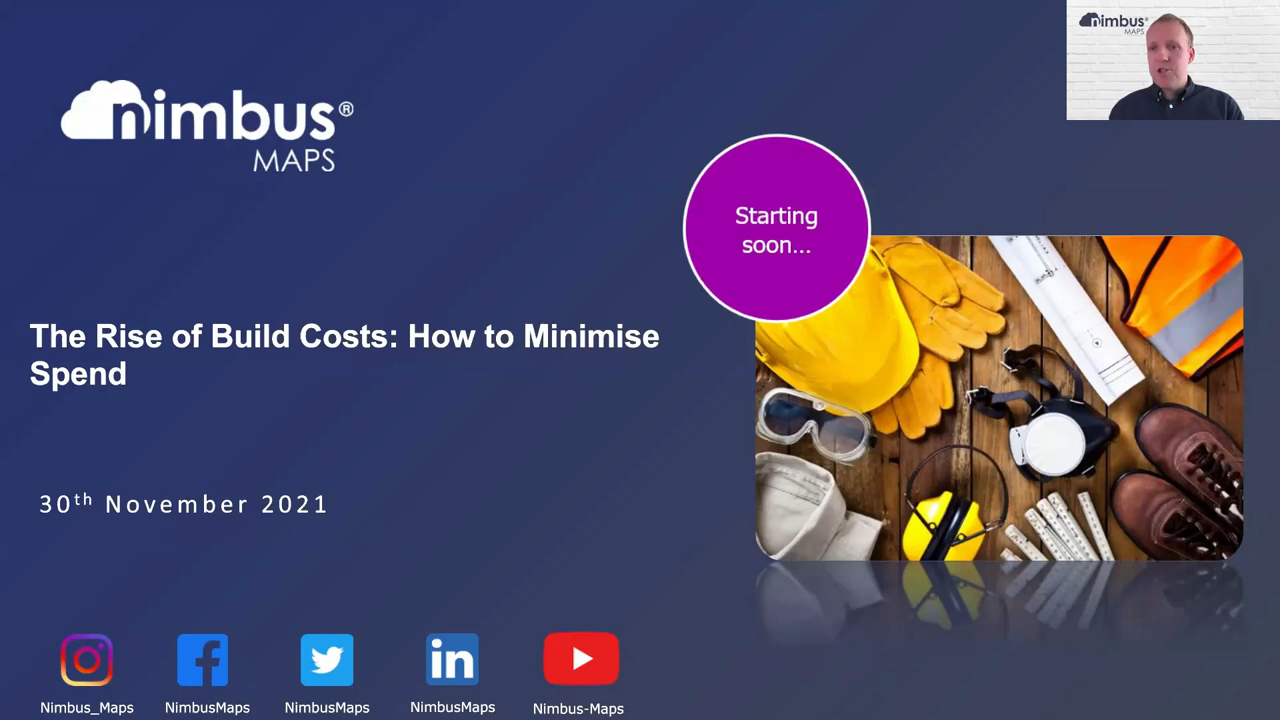 nimbus®
MAPS
nimbus®
MAPS
Starting
soon...
The Rise of Build Costs: How to Minimise
Spend
30th November 2021
Nimbus_Maps
NimbusMaps
NimbusMaps
NimbusMaps
Nimbus-Maps
in